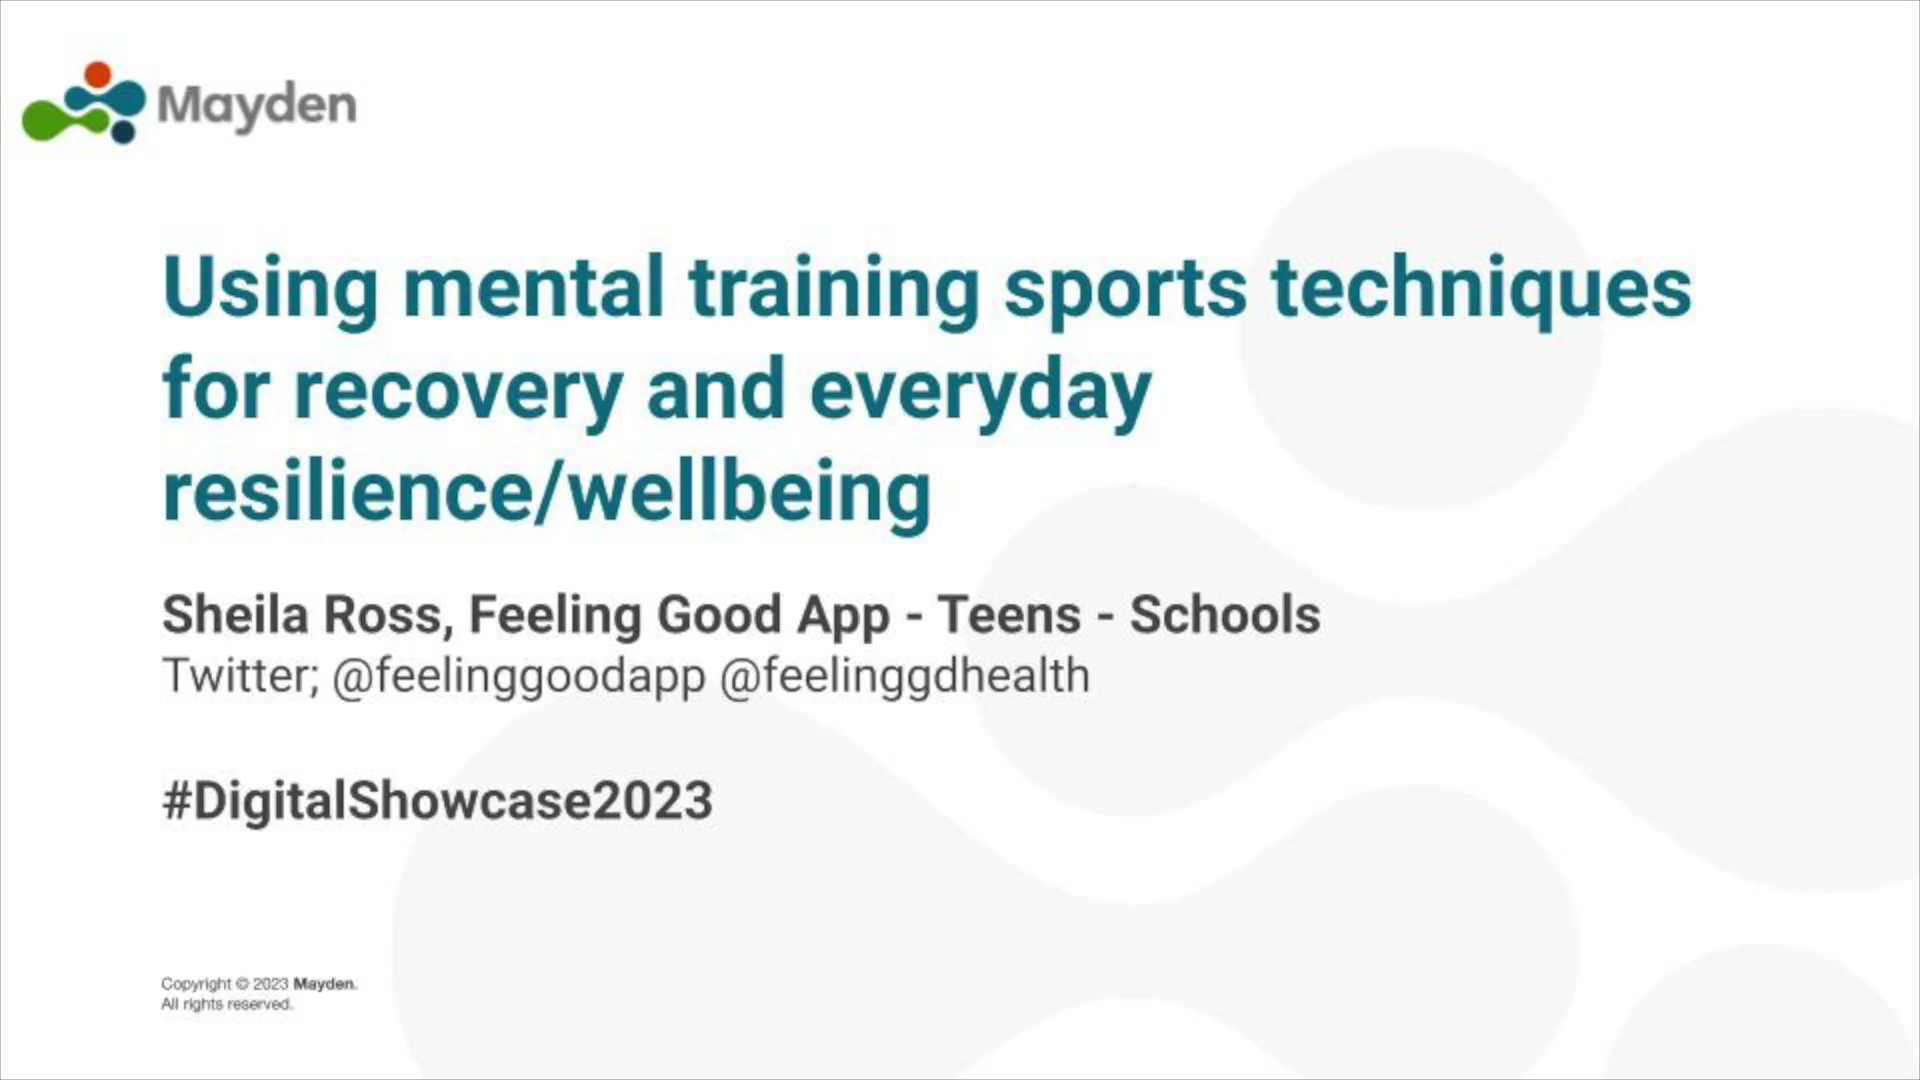 Mayden
Using mental training sports techniques
for recovery and everyday
resilience/wellbeing
Sheila Ross, Feeling Good App - Teens - Schools
Twitter; @feelinggoodapp @feelinggdhealth
#DigitalShowcase2023
Copyright © 2023 Mayden.
All rights reserved.